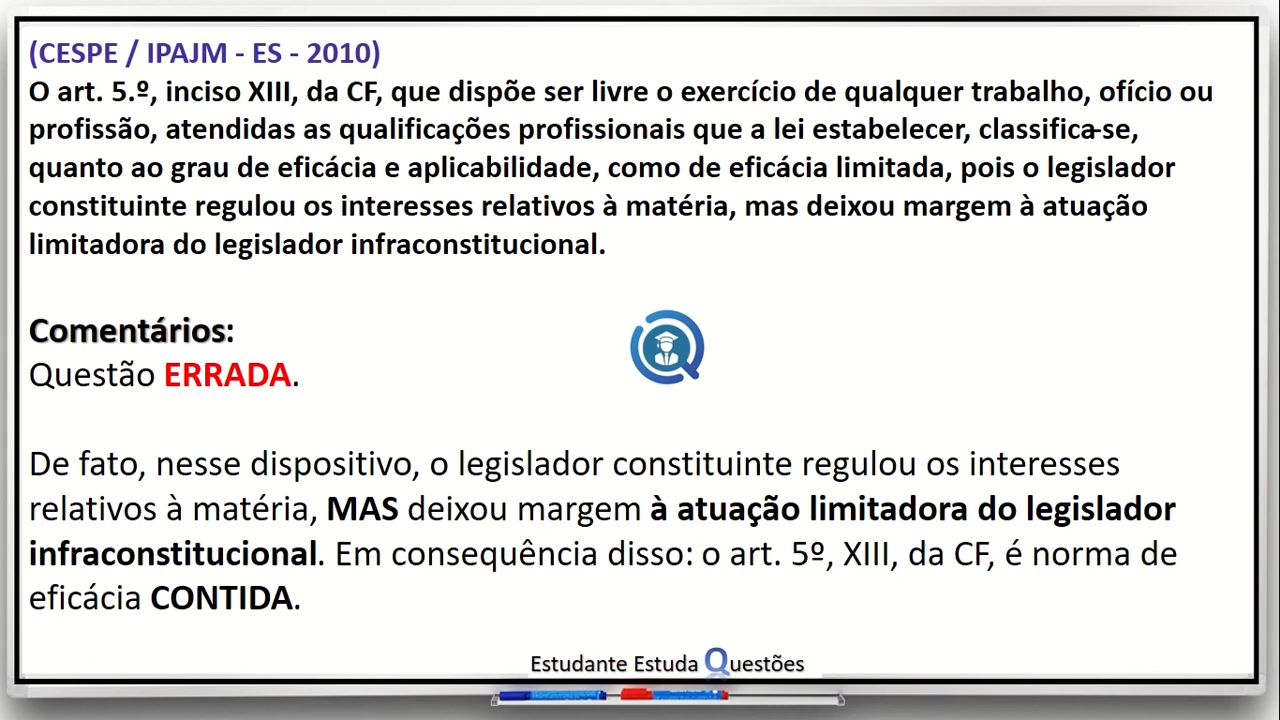 (CESPE / IPAJM - ES - 2010)
O art. 5.º, inciso XIII, da CF, que dispõe ser livre o exercício de qualquer trabalho, ofício ou
profissão, atendidas as qualificações profissionais que a lei estabelecer, classifica-se,
quanto ao grau de eficácia e aplicabilidade, como de eficácia limitada, pois o legislador
constituinte regulou os interesses relativos à matéria, mas deixou margem à atuação
limitadora do legislador infraconstitucional.
Comentários:
Questão ERRADA.
De fato, nesse dispositivo, o legislador constituinte regulou os interesses
relativos à matéria, MAS deixou margem à atuação limitadora do legislador
infraconstitucional. Em consequência disso: o art. 5º, XIII, da CF, é norma de
eficácia CONTIDA.
Estudante Estuda Questões